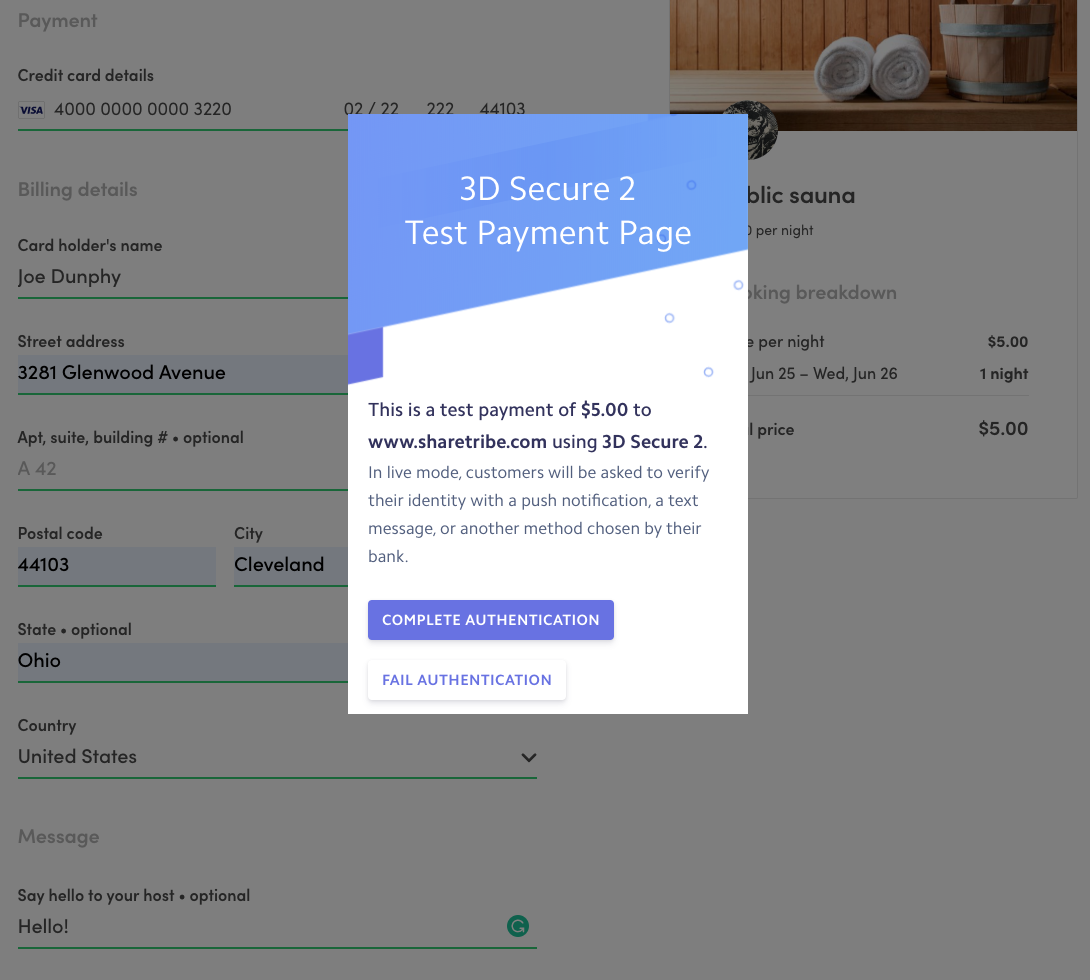 Payment
Credit card details
VISA 4000 0000 0000 3220 02 / 22 222 44103
Billing details
Card holder's name
Joe Dunphy
Street address
3281 Glenwood Avenue
Apt, suite, building # • optional
A 42
Postal code City
44103 Cleveland
State • optional
Ohio
Country
United States
Message
Say hello to your host • optional
Hello!
3D Secure 2
Test Payment Page
This is a test payment of $5.00 to
www.sharetribe.com using 3D Secure 2.
In live mode, customers will be asked to verify
their identity with a push notification, a text
message, or another method chosen by their
bank.
COMPLETE AUTHENTICATION
FAIL AUTHENTICATION
blic sauna
per night
king breakdown
e per night $5.00
Jun 25 – Wed, Jun 26 1 night
l price $5.00